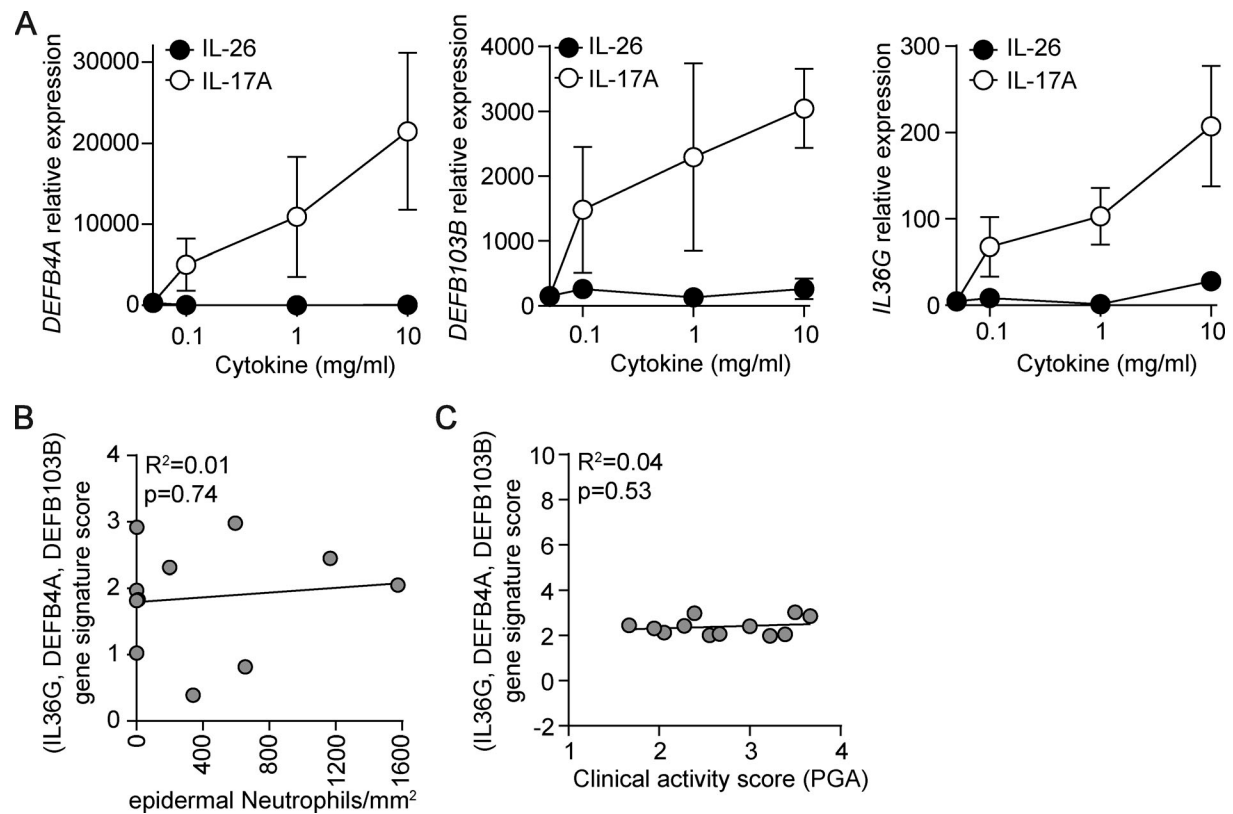 A
DEFB4A relative expression
30000
20000
10000
0
IL-26
IL-17A
0.1 1 10
Cytokine (mg/ml)
DEFB103B relative expression
4000
3000
2000
1000
0
IL-26
IL-17A
0.1 1 10
Cytokine (mg/ml)
IL36G relative expression
300
200
100
0
IL-26
IL-17A
0.1 1 10
Cytokine (mg/ml)
B
(IL36G, DEFB4A, DEFB103B)
gene signature score
4
3
2
1
0
R²=0.01
p=0.74
0 400 800 1200 1600
epidermal Neutrophils/mm²
C
(IL36G, DEFB4A, DEFB103B)
gene signature score
10
8
6
4
2
0
-2
R²=0.04
p=0.53
1 2 3 4
Clinical activity score (PGA)